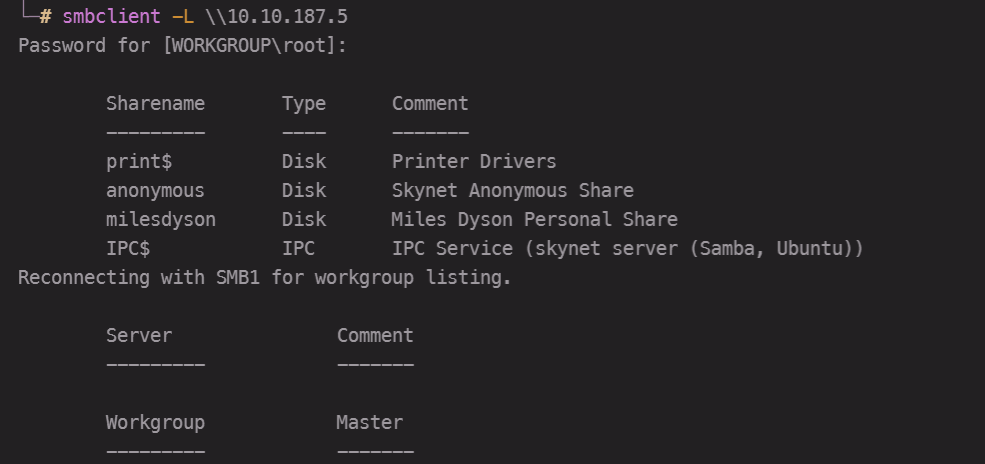 └─# smbclient -L \\10.10.187.5
Password for [WORKGROUP\root]:
Sharename Type Comment
--------- ---- -------
print$ Disk Printer Drivers
anonymous Disk Skynet Anonymous Share
milesdyson Disk Miles Dyson Personal Share
IPC$ IPC IPC Service (skynet server (Samba, Ubuntu))
Reconnecting with SMB1 for workgroup listing.
Server Comment
--------- -------
Workgroup Master
--------- -------